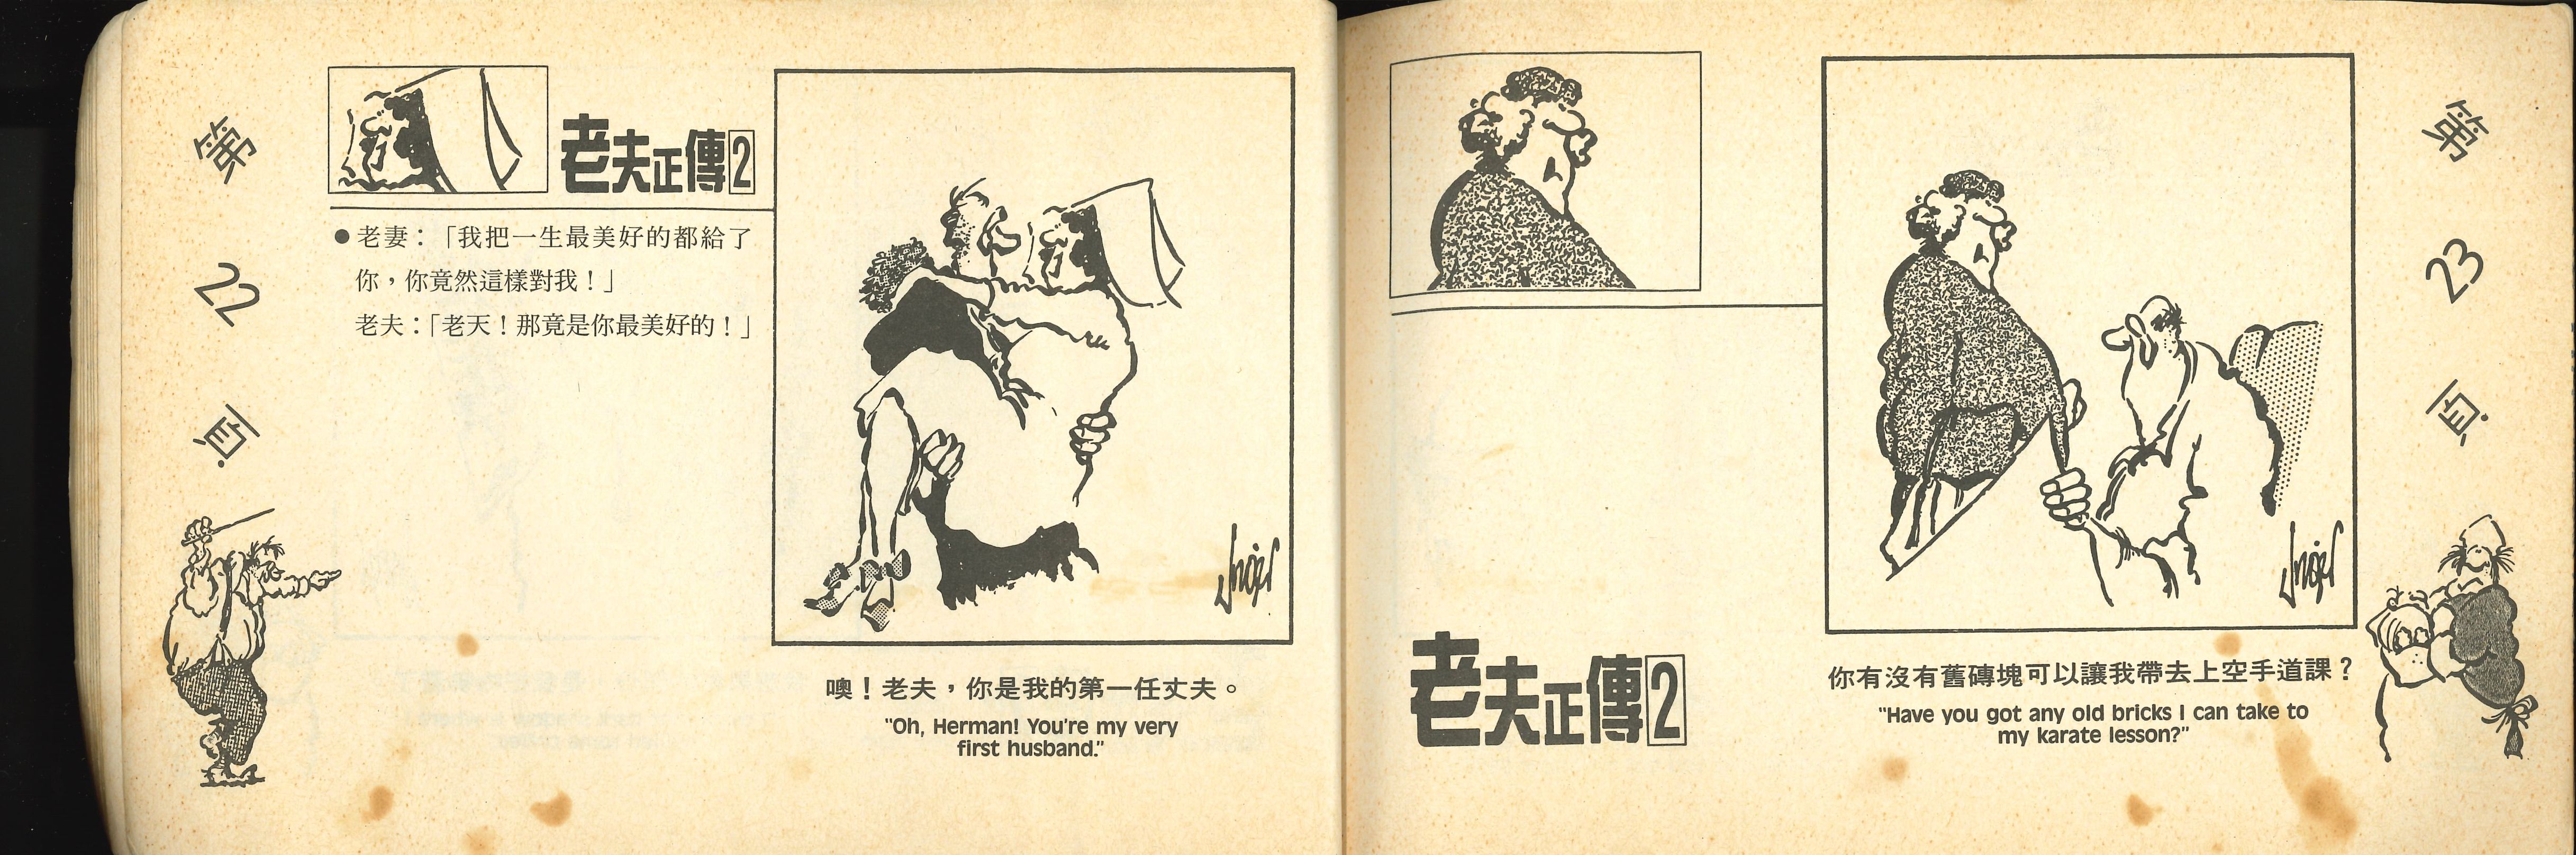 第22頁
老夫正傳2
●老妻：「我把一生最美好的都給了
你，你竟然這樣對我！」
老夫：「老天！那竟是你最美好的！」
噢！老夫，你是我的第一任丈夫。
"Oh, Herman! You're my very
first husband."
老夫正傳2
你有沒有舊磚塊可以讓我帶去上空手道課？
"Have you got any old bricks I can take to
my karate lesson?"
第23頁